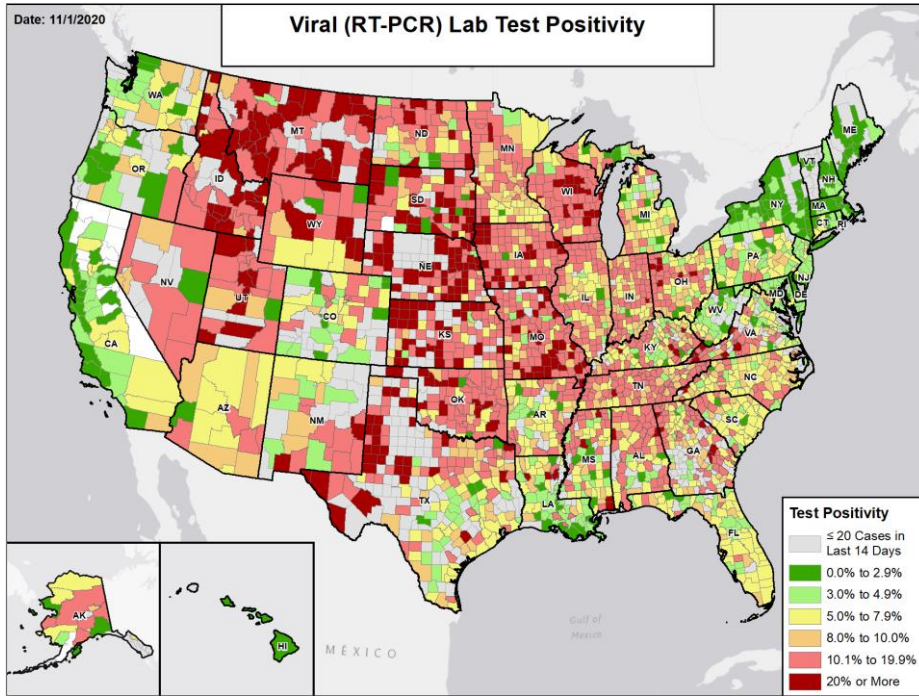 Date: 11/1/2020
Viral (RT-PCR) Lab Test Positivity
WA
MT
ND
MN
ME
OR
ID
SD
WI
VT
NH
NY
MA
CT
RI
WY
MI
NV
UT
NE
IA
PA
NJ
CA
CO
IL
IN
OH
MD
DE
KS
MO
WV
VA
KY
AZ
NM
OK
AR
TN
NC
SC
TX
MS
AL
GA
LA
FL
AK
HI
MÉXICO
Gulf of
Mexico
Test Positivity
≤ 20 Cases in
Last 14 Days
0.0% to 2.9%
3.0% to 4.9%
5.0% to 7.9%
8.0% to 10.0%
10.1% to 19.9%
20% or More